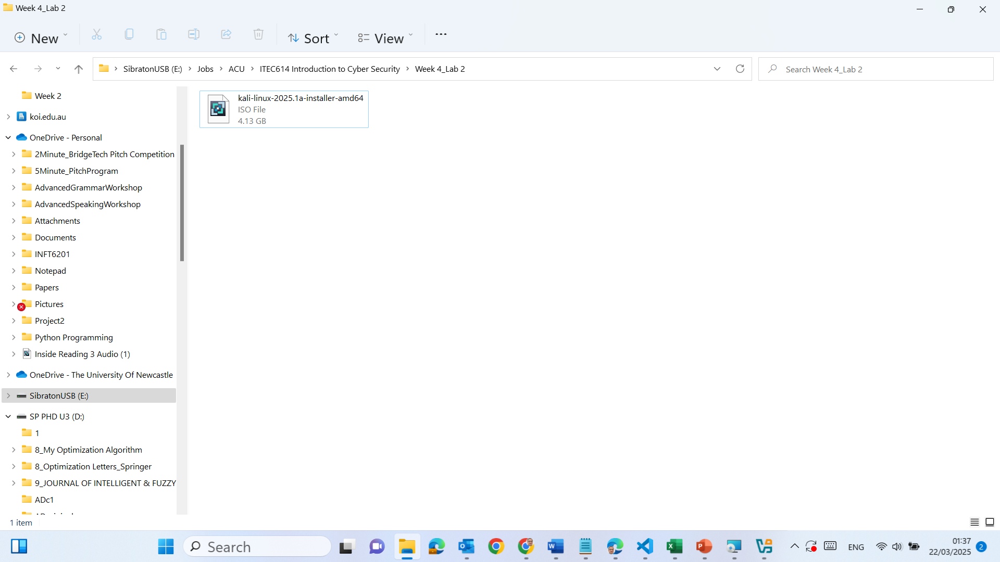 Week 4_Lab 2
New
Sort
View
SibratonUSB (E:) > Jobs > ACU > ITEC614 Introduction to Cyber Security > Week 4_Lab 2
Search Week 4_Lab 2
Week 2
koi.edu.au
OneDrive - Personal
2Minute_BridgeTech Pitch Competition
5Minute_PitchProgram
AdvancedGrammarWorkshop
AdvancedSpeakingWorkshop
Attachments
Documents
INFT6201
Notepad
Papers
Pictures
Project2
Python Programming
Inside Reading 3 Audio (1)
OneDrive - The University Of Newcastle
SibratonUSB (E:)
SP PHD U3 (D:)
1
8_My Optimization Algorithm
8_Optimization Letters_Springer
9_JOURNAL OF INTELLIGENT & FUZZY
ADc1
kali-linux-2025.1a-installer-amd64
ISO File
4.13 GB
1 item
Search
ENG
01:37
22/03/2025
2